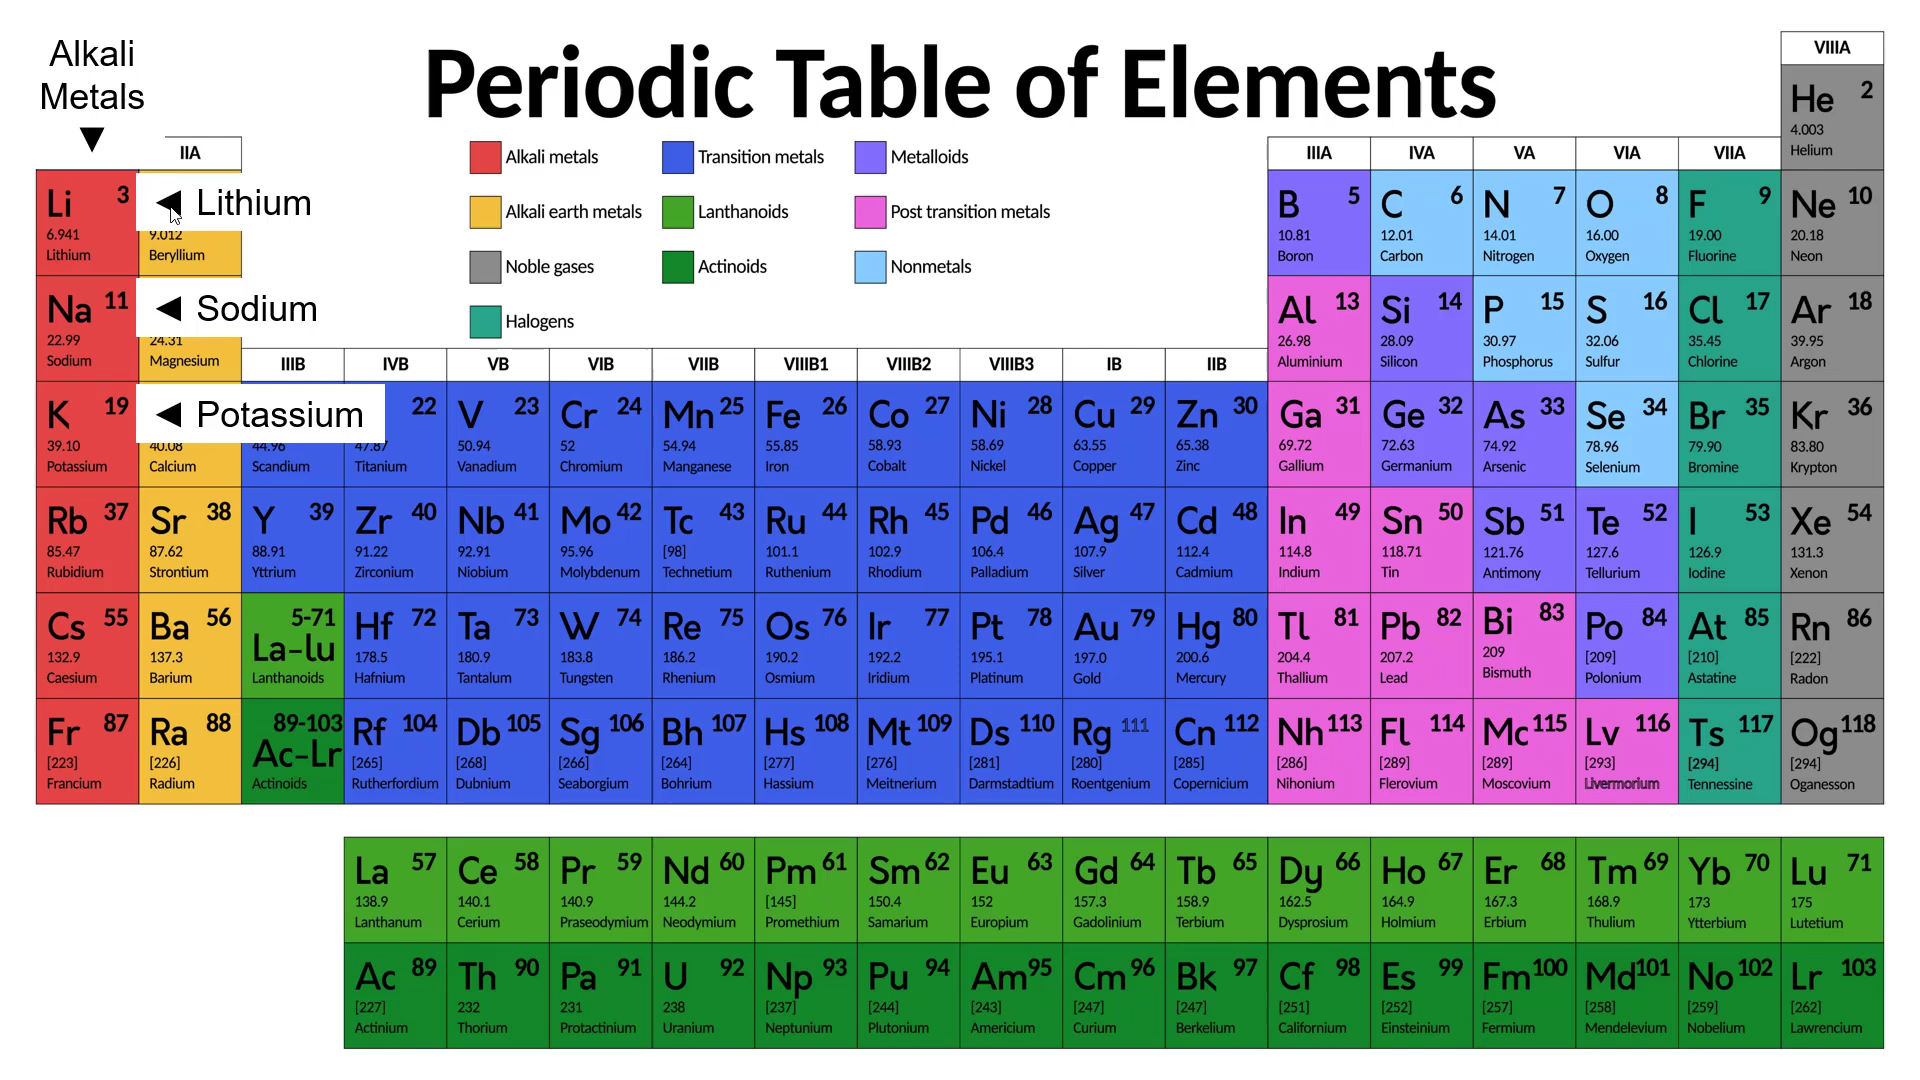 Alkali
Metals
Periodic Table of Elements
VIIIA
He 2
4.003
Helium
IIA
Alkali metals
Transition metals
Metalloids
Alkali earth metals
Lanthanoids
Post transition metals
Noble gases
Actinoids
Nonmetals
Halogens
IIIA IVA VA VIA VIIA
Li 3 Lithium B 5 C 6 N 7 O 8 F 9 Ne 10
6.941 9.012 10.81 12.01 14.01 16.00 19.00 20.18
Lithium Beryllium Boron Carbon Nitrogen Oxygen Fluorine Neon
Na 11 Sodium Al 13 Si 14 P 15 S 16 Cl 17 Ar 18
22.99 24.31 26.98 28.09 30.97 32.06 35.45 39.95
Sodium Magnesium Aluminium Silicon Phosphorus Sulfur Chlorine Argon
IIIB IVB VB VIB VIIB VIIIB1 VIIIB2 VIIIB3 IB IIB
K 19 Potassium 22 V 23 Cr 24 Mn 25 Fe 26 Co 27 Ni 28 Cu 29 Zn 30 Ga 31 Ge 32 As 33 Se 34 Br 35 Kr 36
39.10 40.08 44.96 47.87 50.94 52 54.94 55.85 58.93 58.69 63.55 65.38 69.72 72.63 74.92 78.96 79.90 83.80
Potassium Calcium Scandium Titanium Vanadium Chromium Manganese Iron Cobalt Nickel Copper Zinc Gallium Germanium Arsenic Selenium Bromine Krypton
Rb 37 Sr 38 Y 39 Zr 40 Nb 41 Mo 42 Tc 43 Ru 44 Rh 45 Pd 46 Ag 47 Cd 48 In 49 Sn 50 Sb 51 Te 52 I 53 Xe 54
85.47 87.62 88.91 91.22 92.91 95.96 [98] 101.1 102.9 106.4 107.9 112.4 114.8 118.71 121.76 127.6 126.9 131.3
Rubidium Strontium Yttrium Zirconium Niobium Molybdenum Technetium Ruthenium Rhodium Palladium Silver Cadmium Indium Tin Antimony Tellurium Iodine Xenon
Cs 55 Ba 56 5-71 La-lu Hf 72 Ta 73 W 74 Re 75 Os 76 Ir 77 Pt 78 Au 79 Hg 80 Tl 81 Pb 82 Bi 83 Po 84 At 85 Rn 86
132.9 137.3 178.5 180.9 183.8 186.2 190.2 192.2 195.1 197.0 200.6 204.4 207.2 209 [209] [210] [222]
Caesium Barium Lanthanoids Hafnium Tantalum Tungsten Rhenium Osmium Iridium Platinum Gold Mercury Thallium Lead Bismuth Polonium Astatine Radon
Fr 87 Ra 88 89-103 Ac-Lr Rf 104 Db 105 Sg 106 Bh 107 Hs 108 Mt 109 Ds 110 Rg 111 Cn 112 Nh 113 Fl 114 Mc 115 Lv 116 Ts 117 Og 118
[223] [226] [265] [268] [266] [264] [277] [276] [281] [280] [285] [286] [289] [289] [293] [294] [294]
Francium Radium Actinoids Rutherfordium Dubnium Seaborgium Bohrium Hassium Meitnerium Darmstadtium Roentgenium Copernicium Nihonium Flerovium Moscovium Livermorium Tennessine Oganesson
La 57 Ce 58 Pr 59 Nd 60 Pm 61 Sm 62 Eu 63 Gd 64 Tb 65 Dy 66 Ho 67 Er 68 Tm 69 Yb 70 Lu 71
138.9 140.1 140.9 144.2 [145] 150.4 152 157.3 158.9 162.5 164.9 167.3 168.9 173 175
Lanthanum Cerium Praseodymium Neodymium Promethium Samarium Europium Gadolinium Terbium Dysprosium Holmium Erbium Thulium Ytterbium Lutetium
Ac 89 Th 90 Pa 91 U 92 Np 93 Pu 94 Am 95 Cm 96 Bk 97 Cf 98 Es 99 Fm 100 Md 101 No 102 Lr 103
[227] 232 231 238 [237] [244] [243] [247] [247] [251] [252] [257] [258] [259] [262]
Actinium Thorium Protactinium Uranium Neptunium Plutonium Americium Curium Berkelium Californium Einsteinium Fermium Mendelevium Nobelium Lawrencium